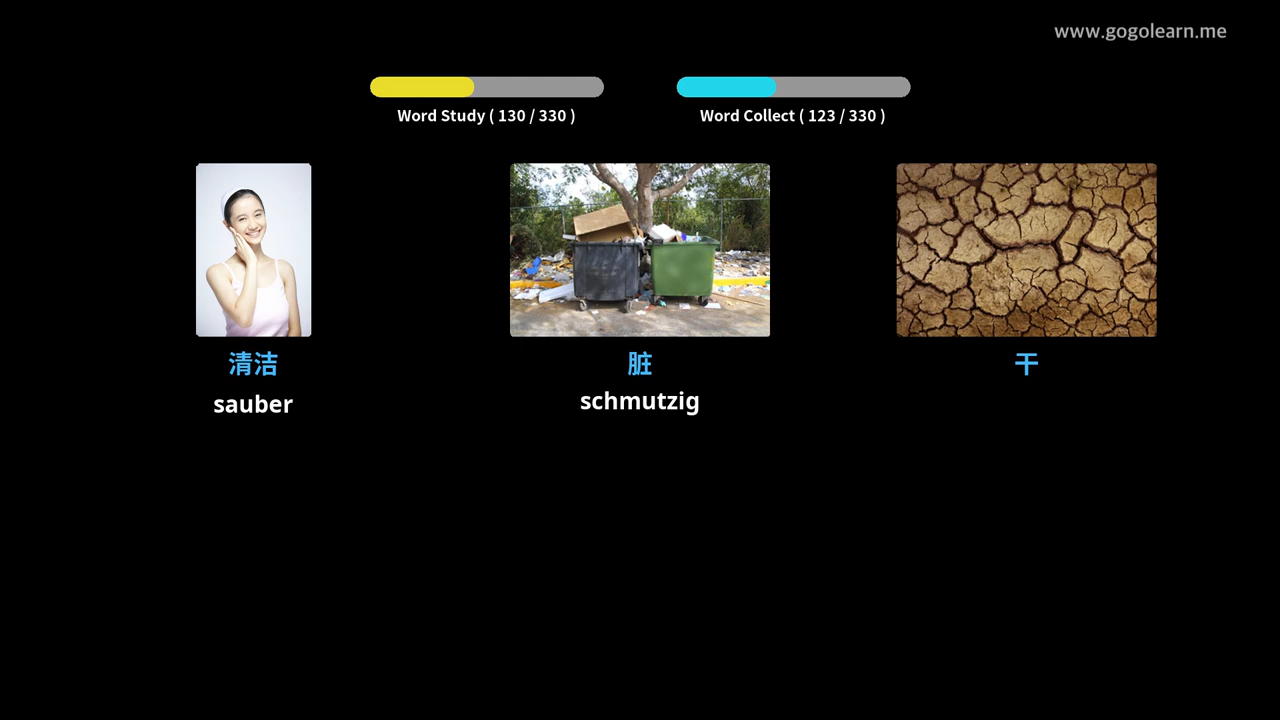 www.gogolearn.me
Word Study ( 130 / 330 )
Word Collect ( 123 / 330 )
清洁
sauber
脏
schmutzig
干